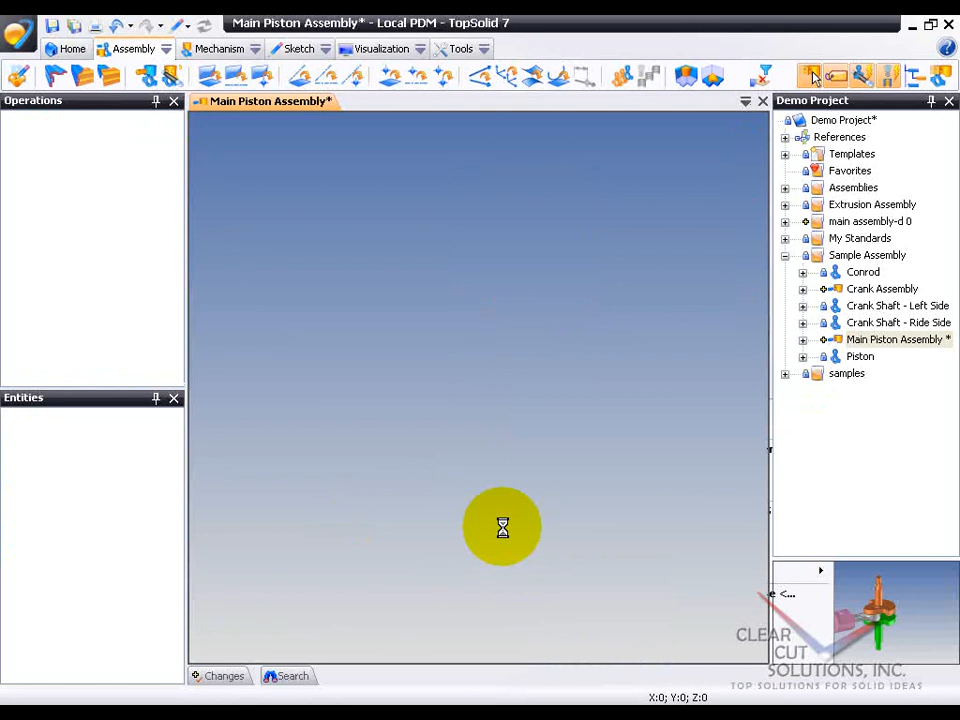 Main Piston Assembly* - Local PDM - TopSolid 7
Home
Assembly
Mechanism
Sketch
Visualization
Tools
Operations
Main Piston Assembly*
Demo Project
Demo Project*
References
Templates
Favorites
Assemblies
Extrusion Assembly
main assembly-d 0
My Standards
Sample Assembly
Conrod
Crank Assembly
Crank Shaft - Left Side
Crank Shaft - Ride Side
Main Piston Assembly *
Piston
samples
Entities
e <...
CLEAR
CUT
SOLUTIONS, INC.
TOP SOLUTIONS FOR SOLID IDEAS
Changes
Search
X:0; Y:0; Z:0